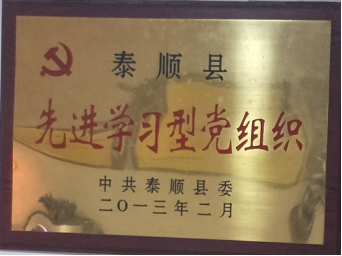 泰顺县
先进学习型党组织
中共泰顺县委
二〇一三年二月